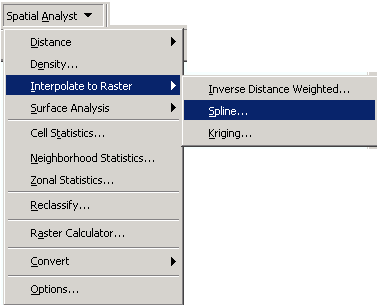 Spatial Analyst
Distance
Density...
Interpolate to Raster
Inverse Distance Weighted...
Spline...
Kriging...
Surface Analysis
Cell Statistics...
Neighborhood Statistics...
Zonal Statistics...
Reclassify...
Raster Calculator...
Convert
Options...